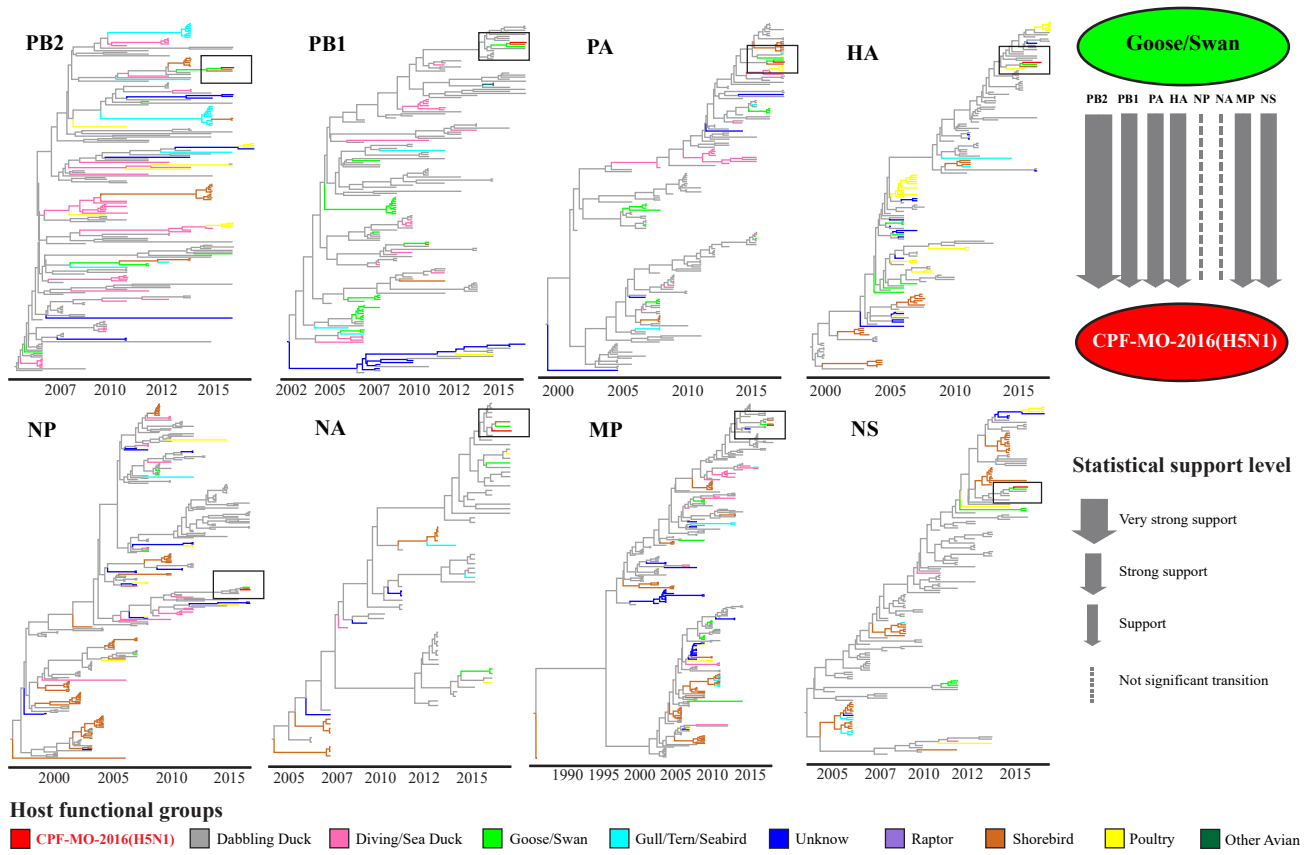 PB2
PB1
PA
HA
2007 2010 2012 2015
2002 2005 2007 2010 2012 2015
2000 2005 2010 2015
2000 2005 2010 2015
Goose/Swan
PB2 PB1 PA HA NP NA MP NS
CPF-MO-2016(H5N1)
NP
NA
MP
NS
2000 2005 2010 2015
2005 2007 2010 2012 2015
1990 1995 2000 2005 2010 2015
2005 2007 2010 2012 2015
Statistical support level
Very strong support
Strong support
Support
Not significant transition
Host functional groups
CPF-MO-2016(H5N1) Dabbling Duck Diving/Sea Duck Goose/Swan Gull/Tern/Seabird Unknow Raptor Shorebird Poultry Other Avian